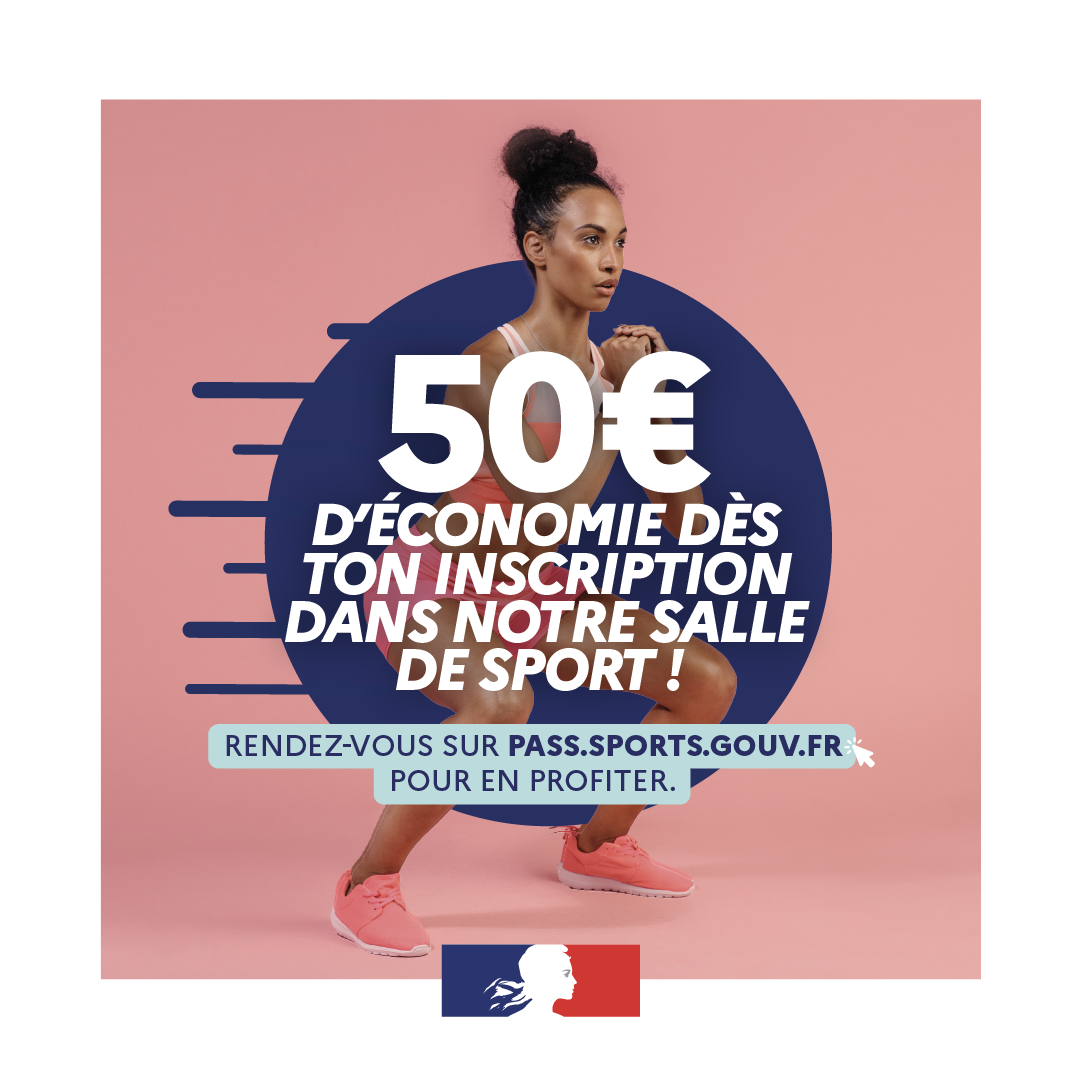 50€
D'ÉCONOMIE DÈS
TON INSCRIPTION
DANS NOTRE SALLE
DE SPORT !
RENDEZ-VOUS SUR PASS.SPORTS.GOUV.FR
POUR EN PROFITER.